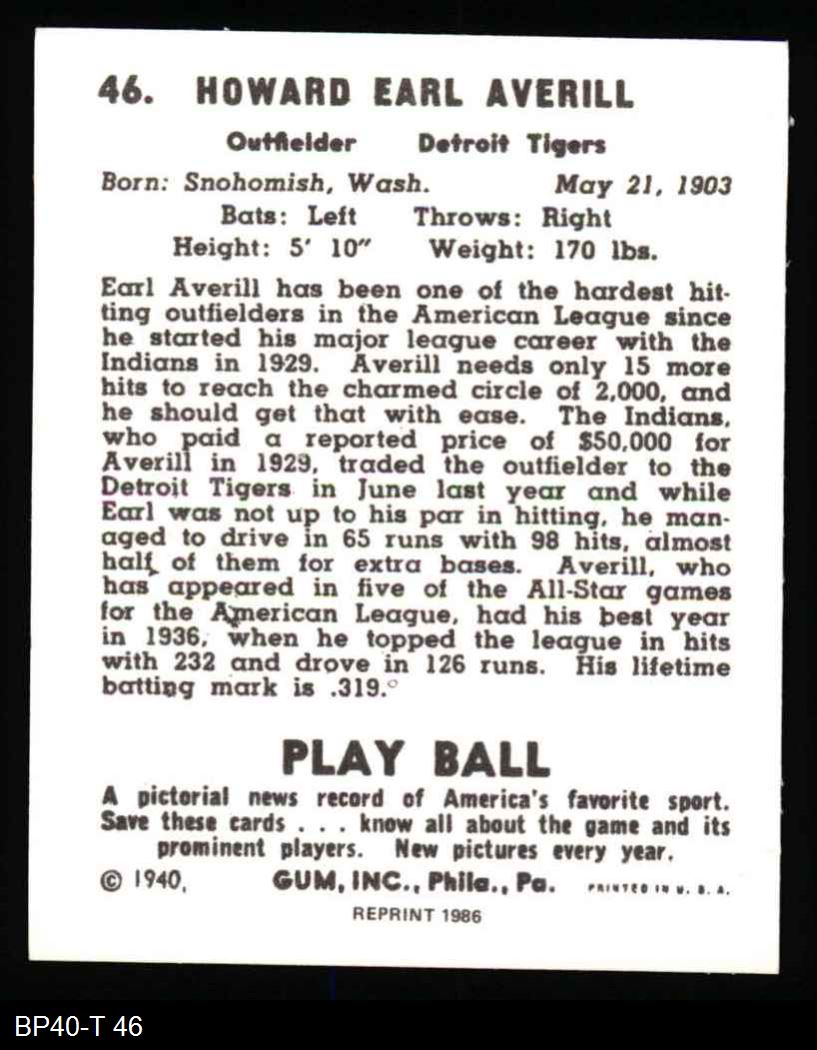 46. HOWARD EARL AVERILL
Outfielder Detroit Tigers
Born: Snohomish, Wash. May 21, 1903
Bats: Left Throws: Right
Height: 5' 10" Weight: 170 lbs.
Earl Averill has been one of the hardest hit-
ting outfielders in the American League since
he started his major league career with the
Indians in 1929. Averill needs only 15 more
hits to reach the charmed circle of 2,000, and
he should get that with ease. The Indians,
who paid a reported price of $50,000 for
Averill in 1929, traded the outfielder to the
Detroit Tigers in June last year and while
Earl was not up to his par in hitting, he man-
aged to drive in 65 runs with 98 hits, almost
half of them for extra bases. Averill, who
has appeared in five of the All-Star games
for the American League, had his best year
in 1936, when he topped the league in hits
with 232 and drove in 126 runs. His lifetime
batting mark is .319.
PLAY BALL
A pictorial news record of America's favorite sport.
Save these cards . . . know all about the game and its
prominent players. New pictures every year.
© 1940, GUM, INC., Phila., Pa. PRINTED IN U. S. A.
REPRINT 1986
BP40-T 46